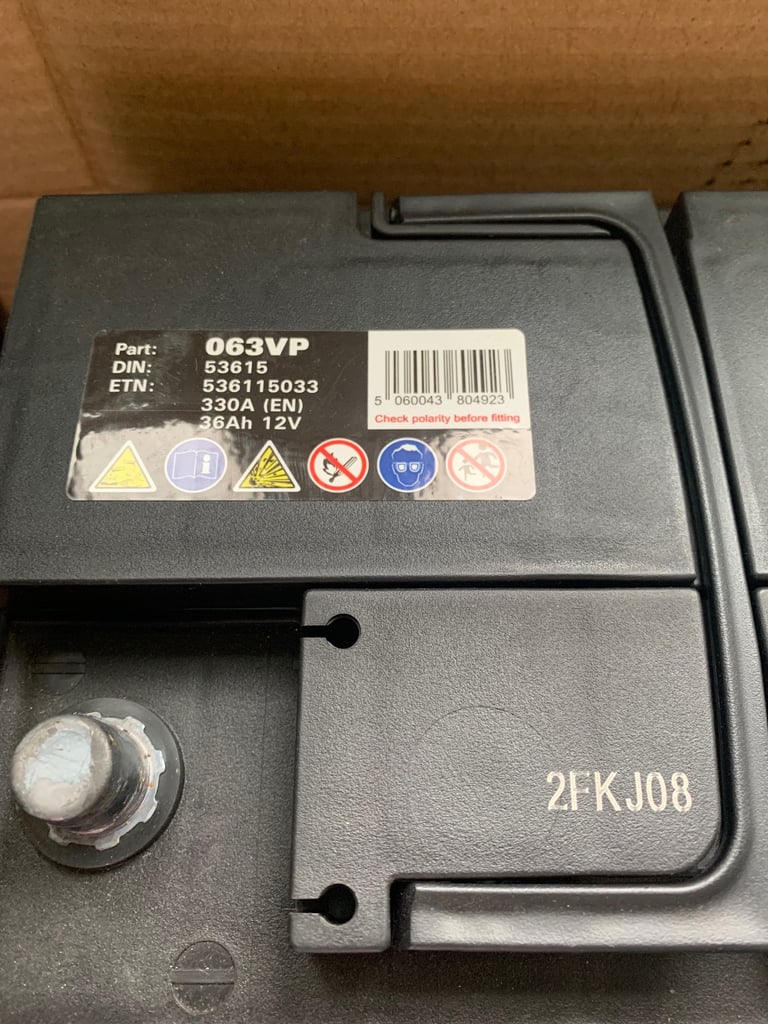 Part: 063VP
DIN: 53615
ETN: 536115033
330A (EN)
36Ah 12V
5 060043 804923
Check polarity before fitting
2FKJ08